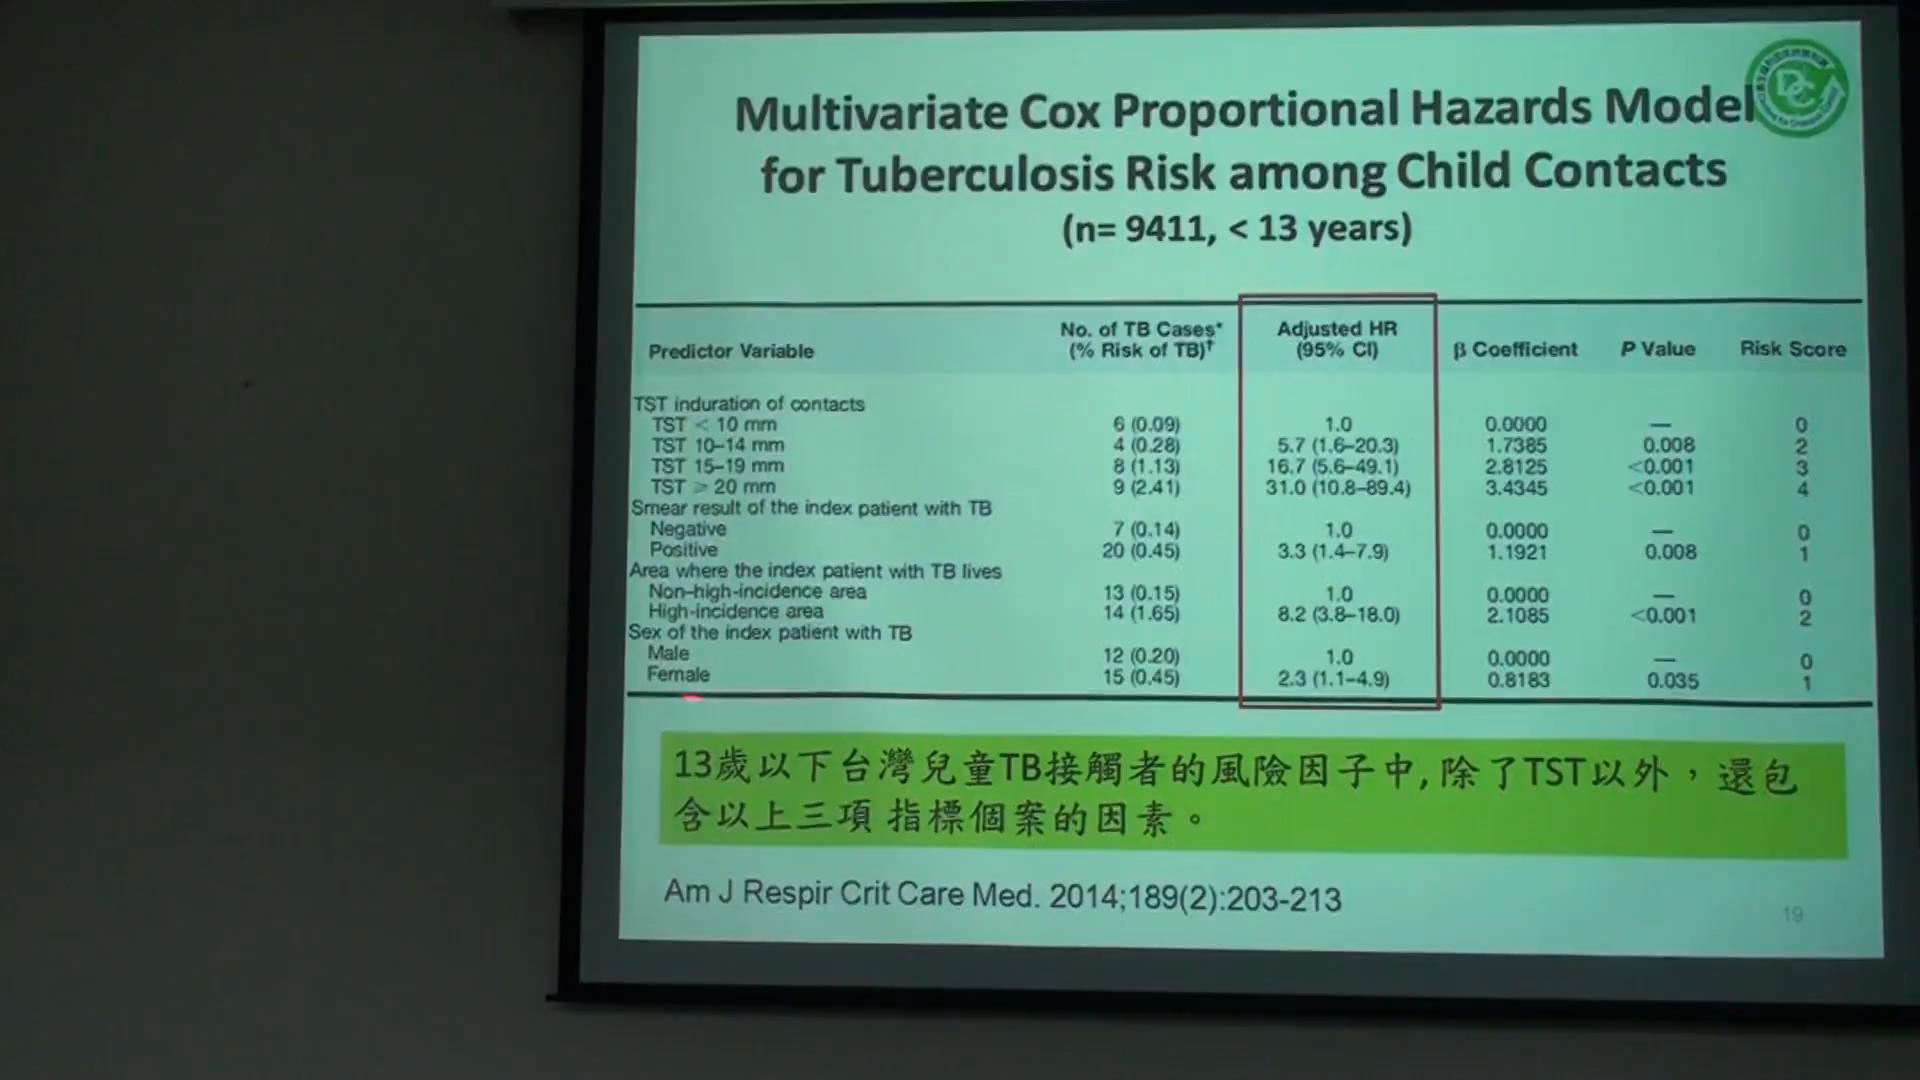 Multivariate Cox Proportional Hazards Model
for Tuberculosis Risk among Child Contacts
(n= 9411, < 13 years)
Predictor Variable No. of TB Cases* (% Risk of TB)† Adjusted HR (95% CI) β Coefficient P Value Risk Score
TST induration of contacts
TST < 10 mm 6 (0.09) 1.0 0.0000 — 0
TST 10–14 mm 4 (0.28) 5.7 (1.6–20.3) 1.7385 0.008 2
TST 15–19 mm 8 (1.13) 16.7 (5.6–49.1) 2.8125 <0.001 3
TST ⩾ 20 mm 9 (2.41) 31.0 (10.8–89.4) 3.4345 <0.001 4
Smear result of the index patient with TB
Negative 7 (0.14) 1.0 0.0000 — 0
Positive 20 (0.45) 3.3 (1.4–7.9) 1.1921 0.008 1
Area where the index patient with TB lives
Non–high-incidence area 13 (0.15) 1.0 0.0000 — 0
High-incidence area 14 (1.65) 8.2 (3.8–18.0) 2.1085 <0.001 2
Sex of the index patient with TB
Male 12 (0.20) 1.0 0.0000 — 0
Female 15 (0.45) 2.3 (1.1–4.9) 0.8183 0.035 1
13歲以下台灣兒童TB接觸者的風險因子中, 除了TST以外，還包
含以上三項 指標個案的因素。
Am J Respir Crit Care Med. 2014;189(2):203-213
19